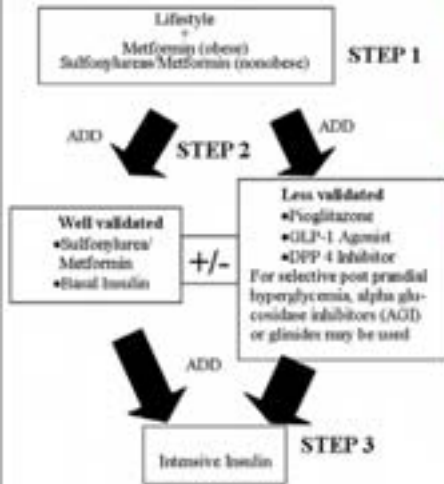 Lifestyle
+
Metformin (obese)
Sulfonylureas/Metformin (nonobese)
STEP 1
ADD
ADD
STEP 2
Well validated
•Sulfonylurea/
Metformin
•Basal Insulin
+/-
Less validated
•Pioglitazone
•GLP-1 Agonist
•DPP 4 Inhibitor
For selective post prandial
hyperglycemia, alpha glu-
cosidase inhibitors (AGI)
or glinides may be used
ADD
STEP 3
Intensive Insulin